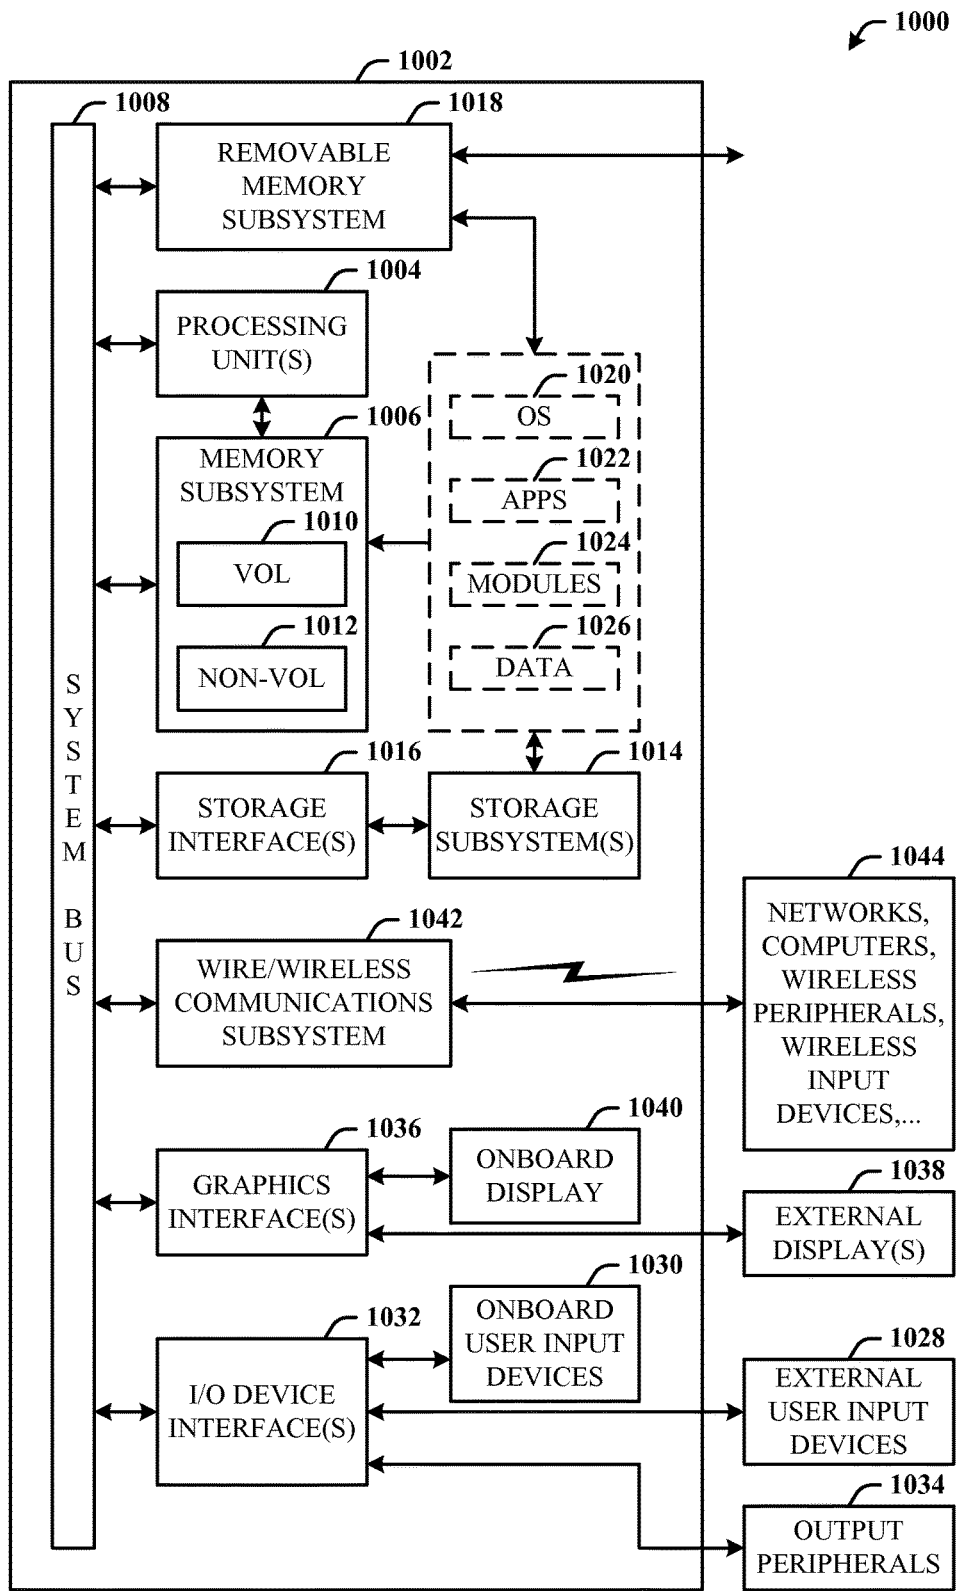 1000
1002
1008
1018
REMOVABLE
MEMORY
SUBSYSTEM
1004
PROCESSING
UNIT(S)
1006
MEMORY
SUBSYSTEM
1010
VOL
1012
NON-VOL
1020
OS
1022
APPS
1024
MODULES
1026
DATA
SYSTEM BUS
1016
STORAGE
INTERFACE(S)
1014
STORAGE
SUBSYSTEM(S)
1042
WIRE/WIRELESS
COMMUNICATIONS
SUBSYSTEM
1044
NETWORKS,
COMPUTERS,
WIRELESS
PERIPHERALS,
WIRELESS
INPUT
DEVICES,...
1036
GRAPHICS
INTERFACE(S)
1040
ONBOARD
DISPLAY
1038
EXTERNAL
DISPLAY(S)
1032
I/O DEVICE
INTERFACE(S)
1030
ONBOARD
USER INPUT
DEVICES
1028
EXTERNAL
USER INPUT
DEVICES
1034
OUTPUT
PERIPHERALS